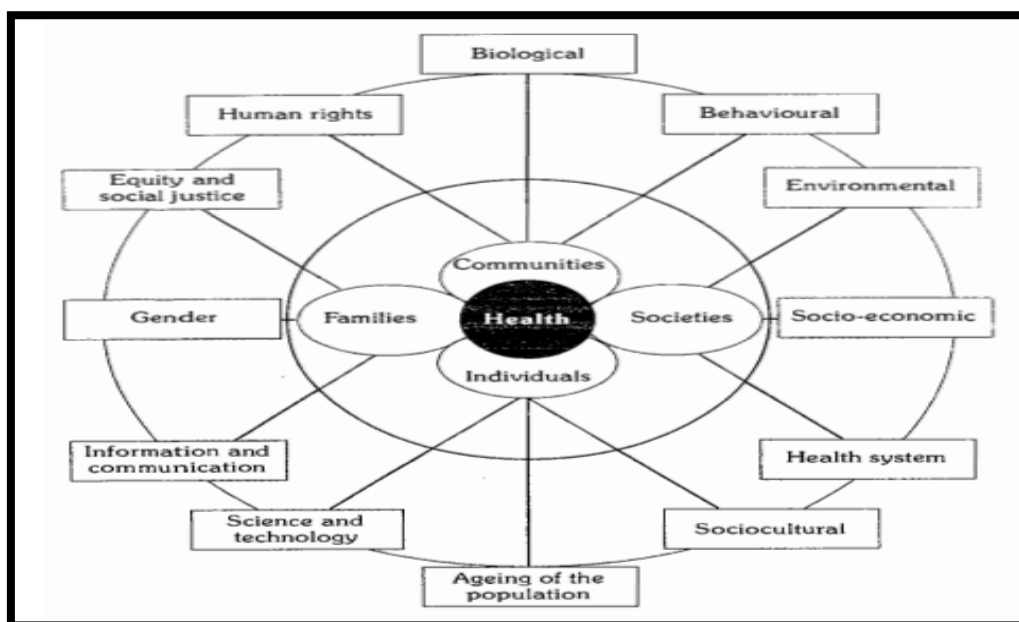 Biological
Human rights
Behavioural
Equity and
social justice
Environmental
Communities
Gender
Families
Health
Societies
Socio-economic
Individuals
Information and
communication
Health system
Science and
technology
Sociocultural
Ageing of the
population